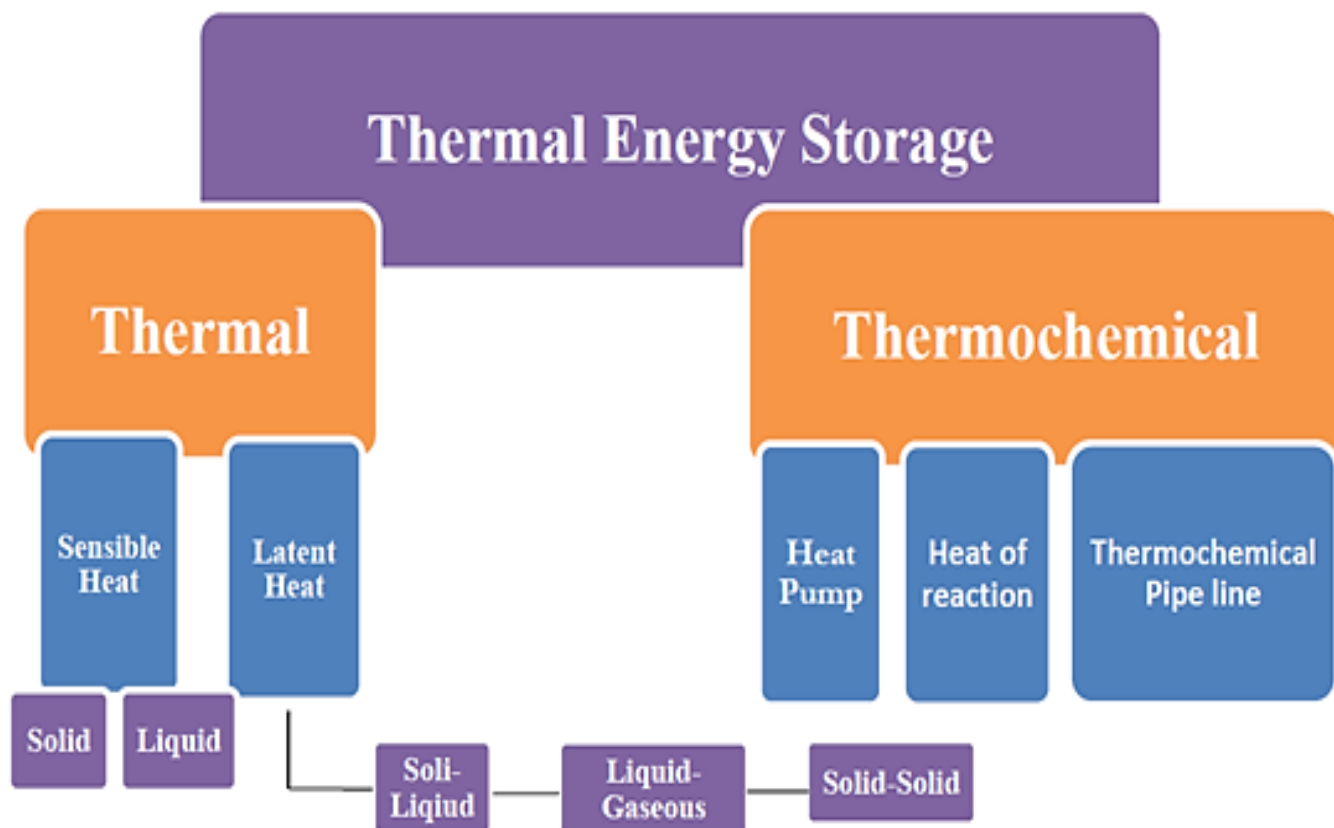 Thermal Energy Storage
Thermal
Thermochemical
Sensible
Heat
Latent
Heat
Heat
Pump
Heat of
reaction
Thermochemical
Pipe line
Solid
Liquid
Soli-
Liqiud
Liquid-
Gaseous
Solid-Solid